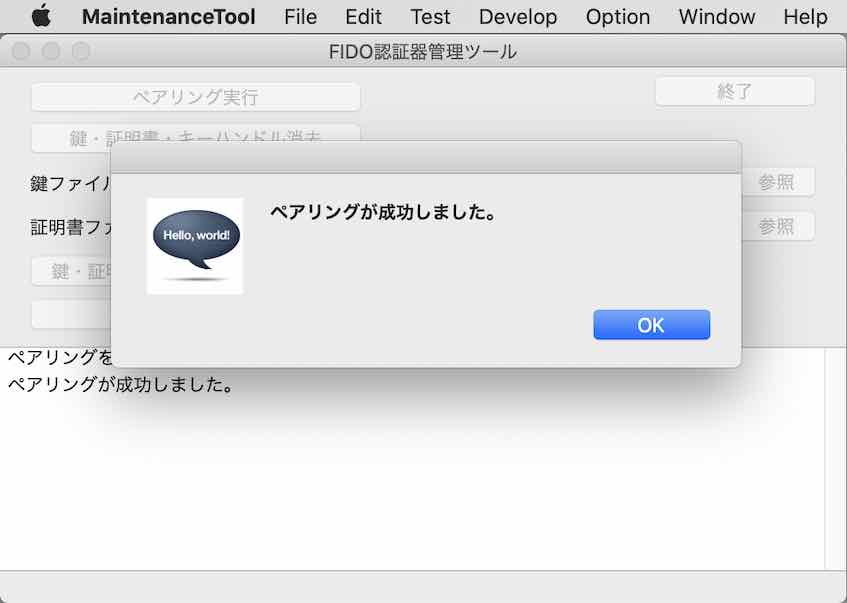 MaintenanceTool File Edit Test Develop Option Window Help
FIDO認証器管理ツール
ペアリング実行
終了
鍵・証明書・キーハンドル消去
鍵ファイル
参照
証明書ファ
参照
鍵・証明
ペアリングが成功しました。
Hello, world!
OK
ペアリングを
ペアリングが成功しました。